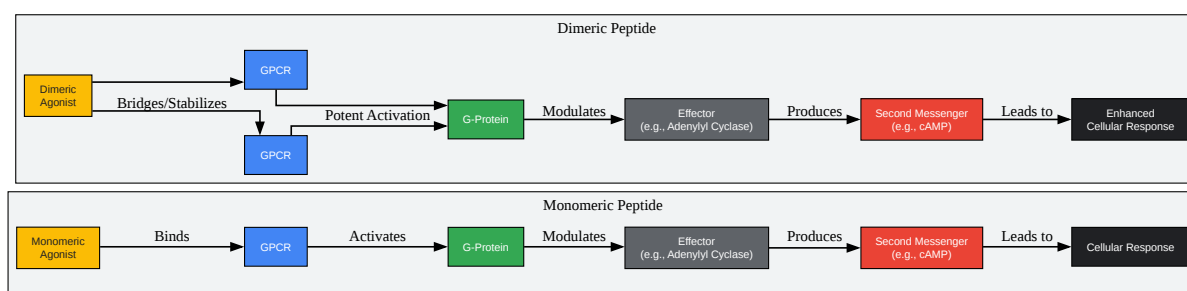 Dimeric Peptide
Dimeric
Agonist
Bridges/Stabilizes
GPCR
GPCR
Potent Activation
G-Protein
Modulates
Effector
(e.g., Adenylyl Cyclase)
Produces
Second Messenger
(e.g., cAMP)
Leads to
Enhanced
Cellular Response
Monomeric Peptide
Monomeric
Agonist
Binds
GPCR
Activates
G-Protein
Modulates
Effector
(e.g., Adenylyl Cyclase)
Produces
Second Messenger
(e.g., cAMP)
Leads to
Cellular Response